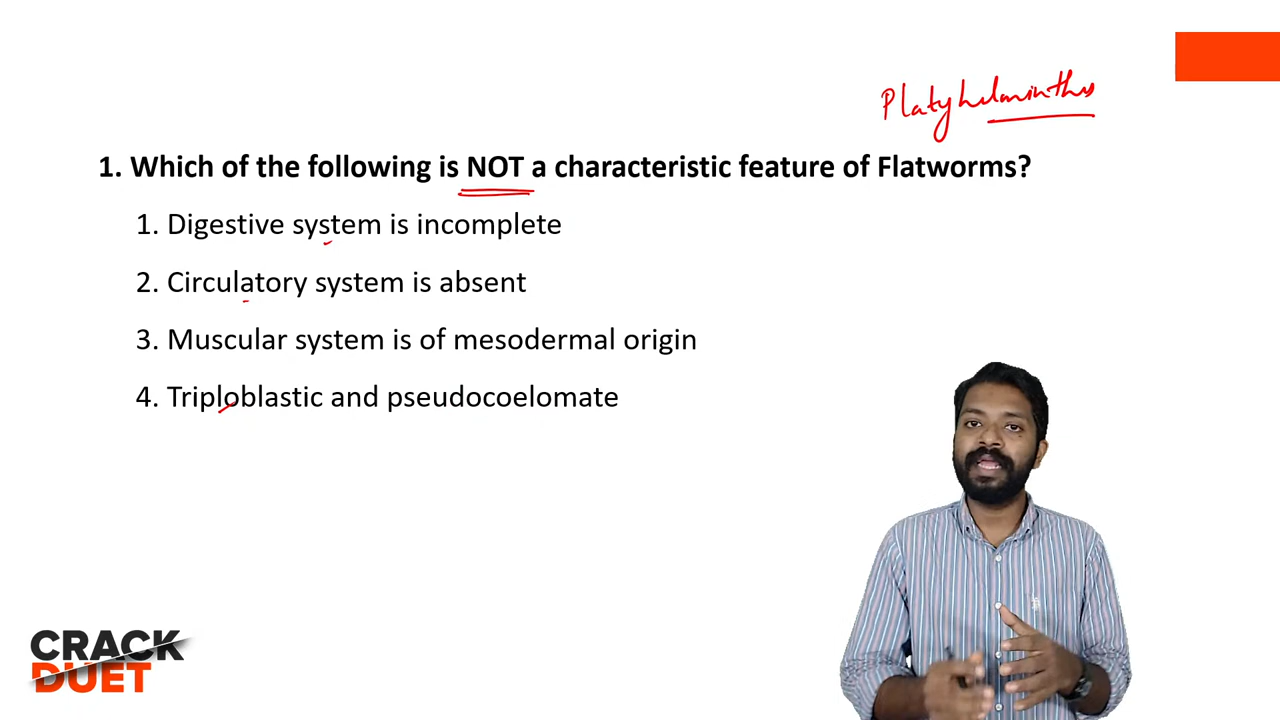 Platyhelminthes
1. Which of the following is NOT a characteristic feature of Flatworms?
1. Digestive system is incomplete
2. Circulatory system is absent
3. Muscular system is of mesodermal origin
4. Triploblastic and pseudocoelomate
CRACK
DUET